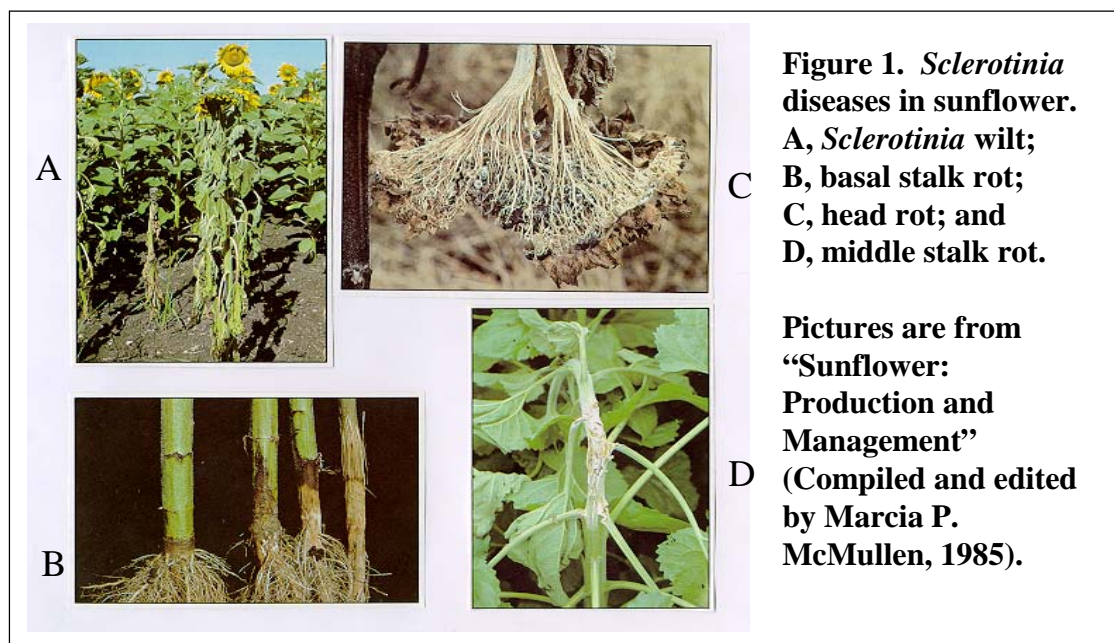 A
B
C
D
Figure 1. Sclerotinia
diseases in sunflower.
A, Sclerotinia wilt;
B, basal stalk rot;
C, head rot; and
D, middle stalk rot.
Pictures are from
“Sunflower:
Production and
Management”
(Compiled and edited
by Marcia P.
McMullen, 1985).